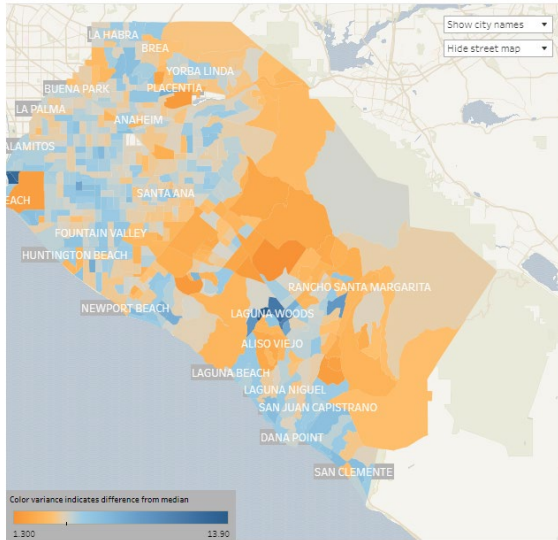 Show city names
Hide street map
LA HABRA
BREA
YORBA LINDA
BUENA PARK
PLACENTIA
LA PALMA
ANAHEIM
ALAMITOS
SANTA ANA
EACH
FOUNTAIN VALLEY
HUNTINGTON BEACH
RANCHO SANTA MARGARITA
NEWPORT BEACH
LAGUNA WOODS
ALISO VIEJO
LAGUNA BEACH
LAGUNA NIGUEL
SAN JUAN CAPISTRANO
DANA POINT
SAN CLEMENTE
Color variance indicates difference from median
1.300 13.90